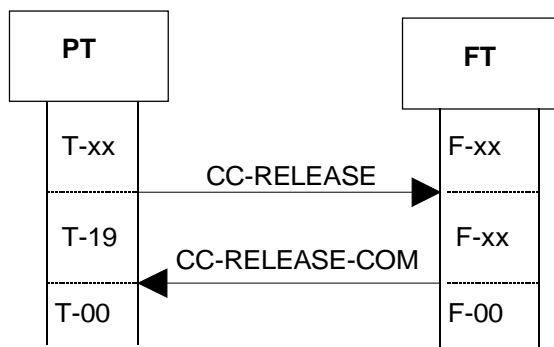 PT
FT
T-xx
F-xx
CC-RELEASE
T-19
F-xx
CC-RELEASE-COM
T-00
F-00